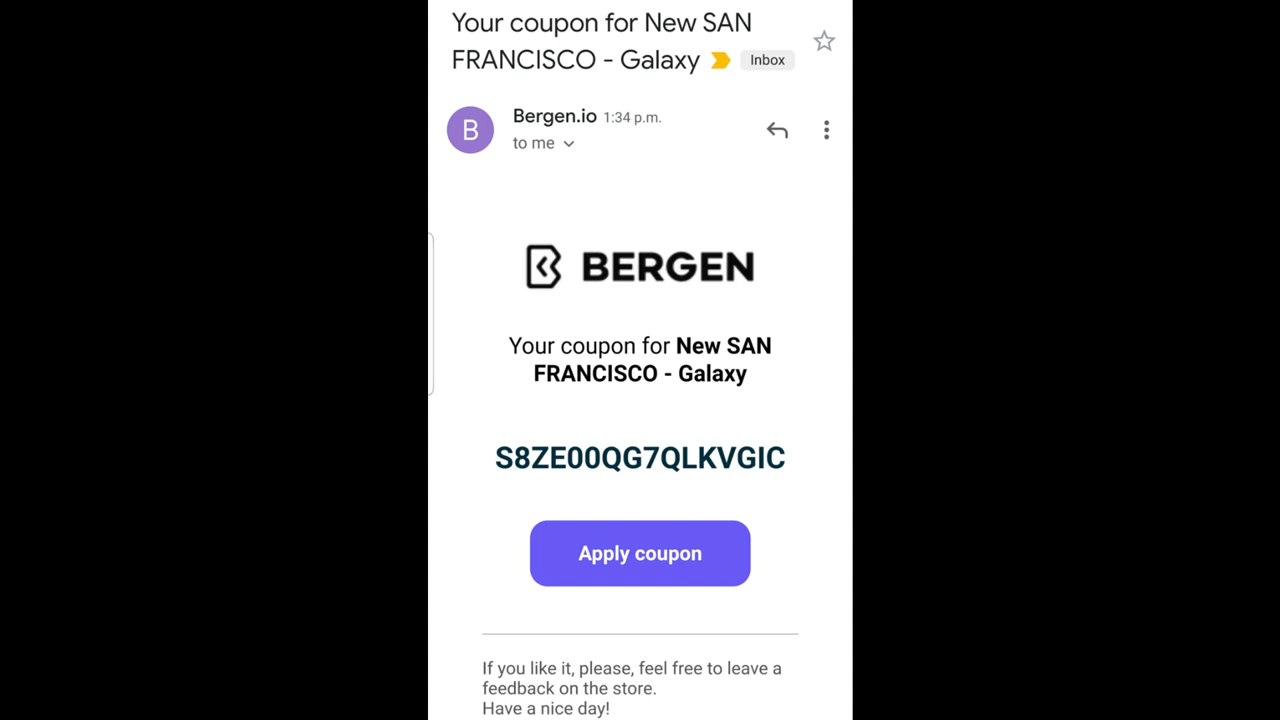 Your coupon for New SAN
FRANCISCO - Galaxy Inbox
B
Bergen.io 1:34 p.m.
to me
BERGEN
Your coupon for New SAN
FRANCISCO - Galaxy
S8ZE00QG7QLKVGIC
Apply coupon
If you like it, please, feel free to leave a
feedback on the store.
Have a nice day!